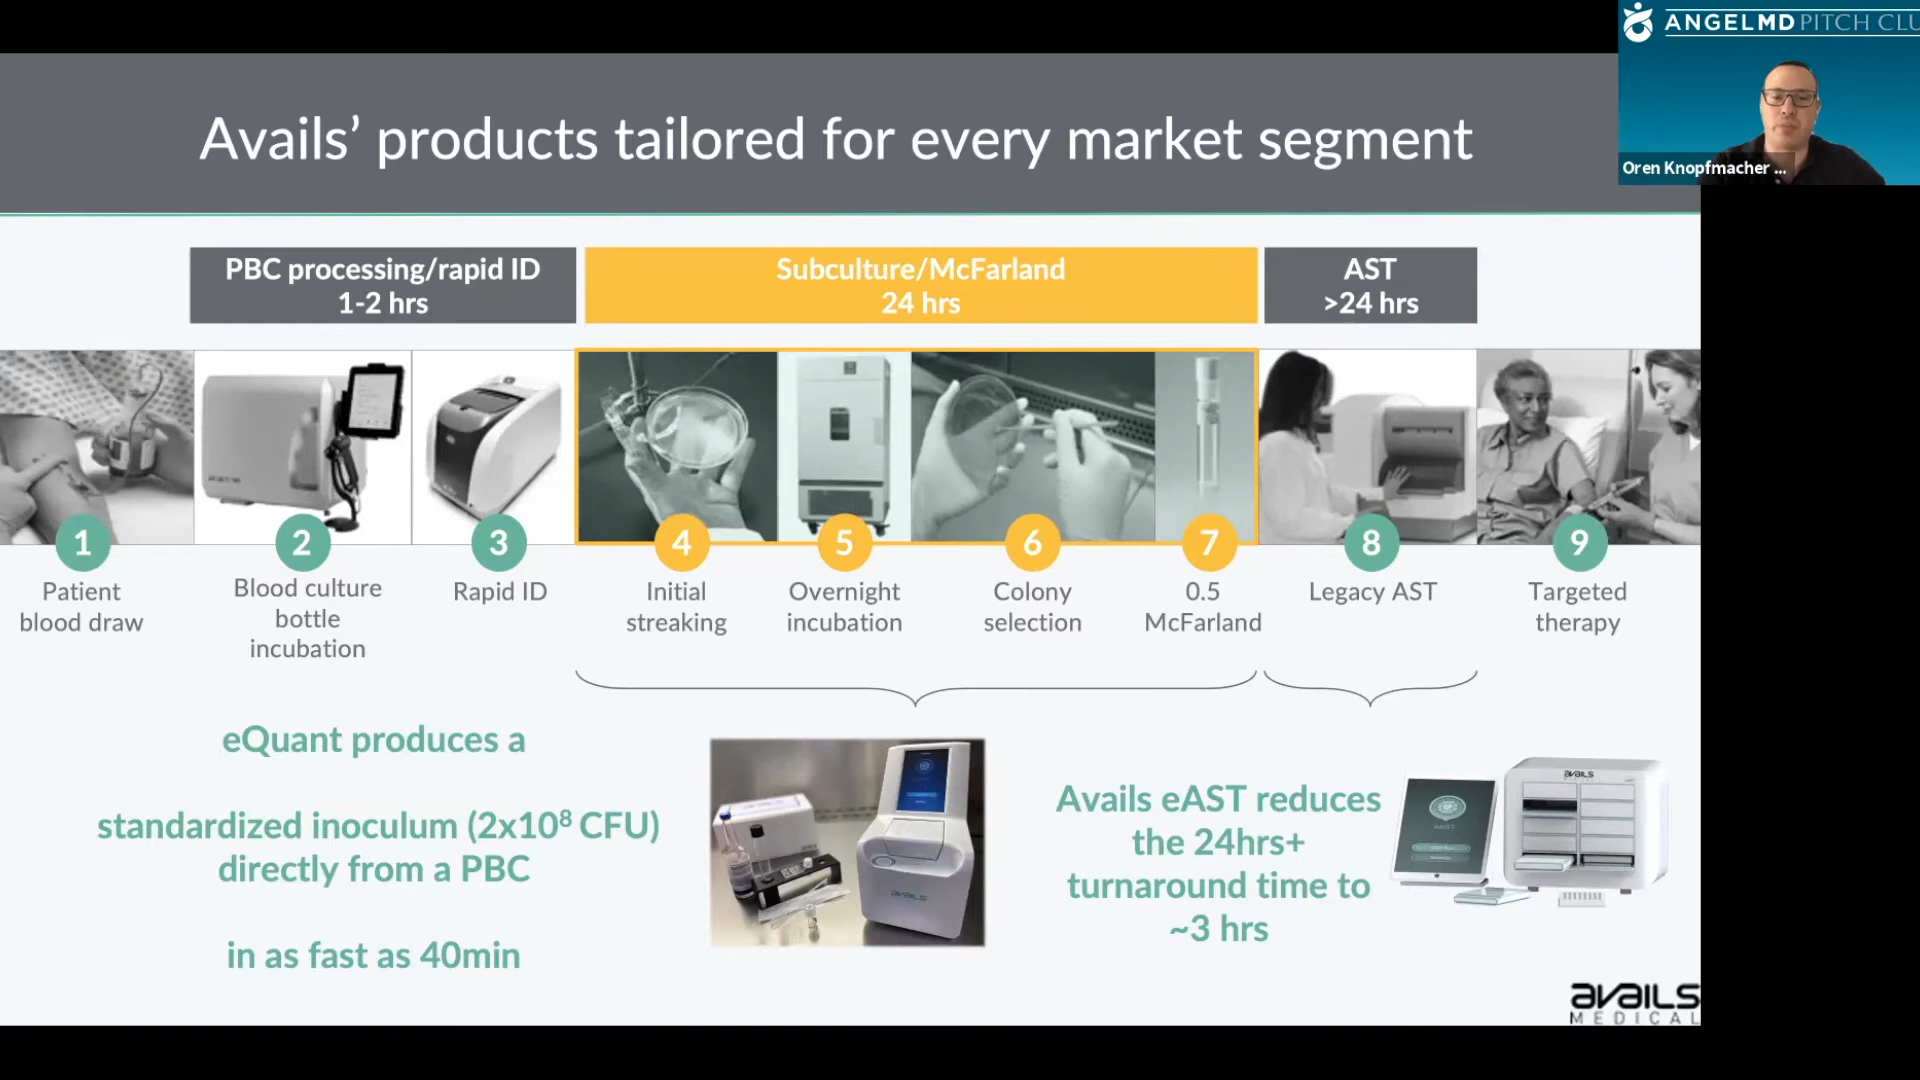 ANGELMD PITCH CLU
Oren Knopfmacher ...
Avails’ products tailored for every market segment
PBC processing/rapid ID
1-2 hrs
Subculture/McFarland
24 hrs
AST
>24 hrs
1
2
3
4
5
6
7
8
9
Patient
blood draw
Blood culture
bottle
incubation
Rapid ID
Initial
streaking
Overnight
incubation
Colony
selection
0.5
McFarland
Legacy AST
Targeted
therapy
eQuant produces a
standardized inoculum (2x10⁸ CFU)
directly from a PBC
in as fast as 40min
Avails eAST reduces
the 24hrs+
turnaround time to
~3 hrs
avails
avails
avails
MEDICAL